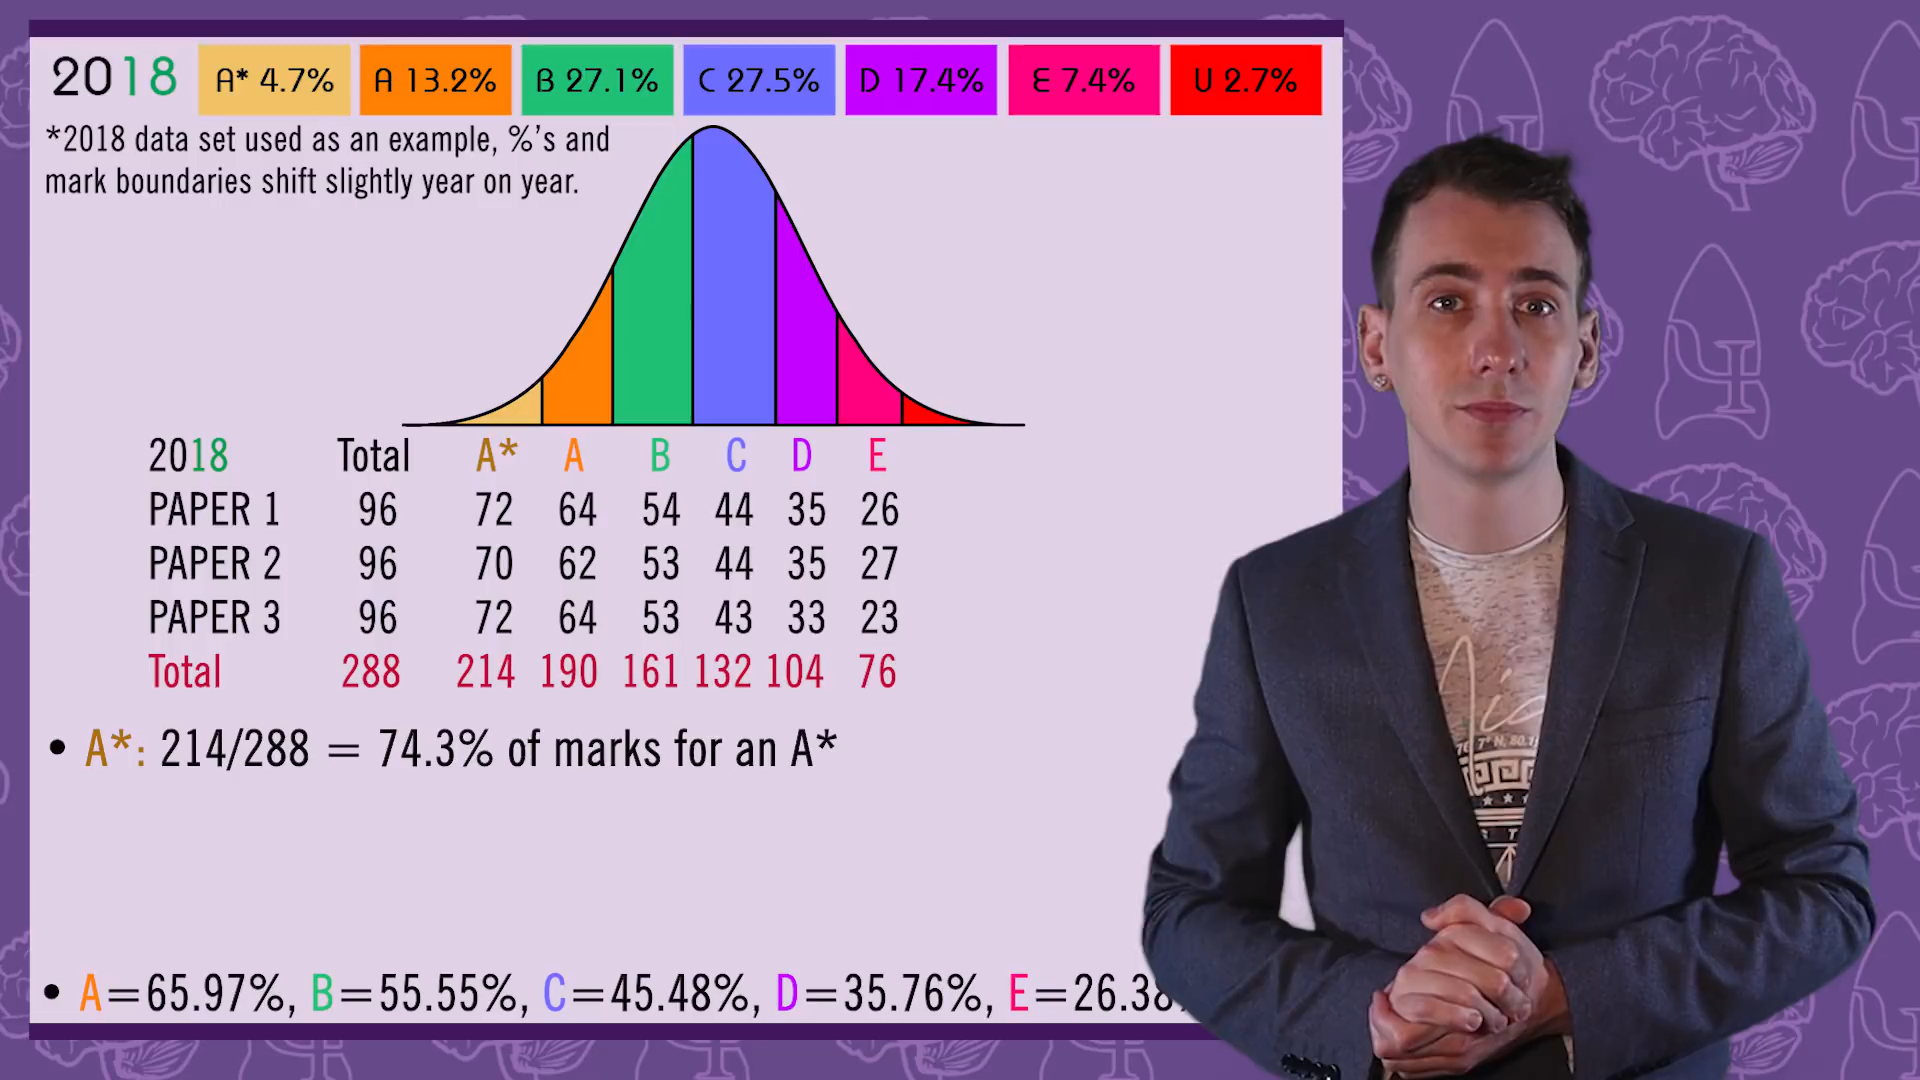 2018 A* 4.7% A 13.2% B 27.1% C 27.5% D 17.4% E 7.4% U 2.7%
*2018 data set used as an example, %'s and
mark boundaries shift slightly year on year.
2018 Total A* A B C D E
PAPER 1 96 72 64 54 44 35 26
PAPER 2 96 70 62 53 44 35 27
PAPER 3 96 72 64 53 43 33 23
Total 288 214 190 161 132 104 76
• A*: 214/288 = 74.3% of marks for an A*
• A=65.97%, B=55.55%, C=45.48%, D=35.76%, E=26.38